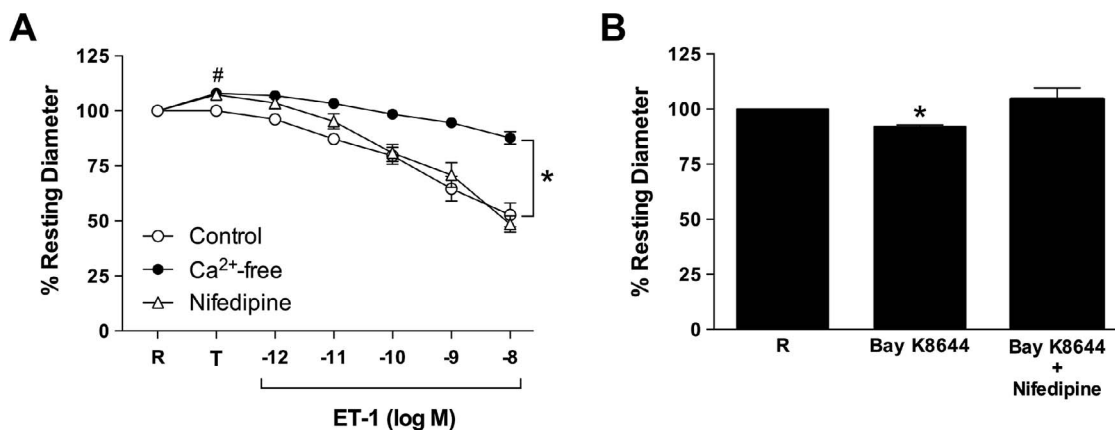 A
% Resting Diameter
125
100
75
50
25
0
#
*
Control
Ca²⁺-free
Nifedipine
R T -12 -11 -10 -9 -8
ET-1 (log M)
B
% Resting Diameter
125
100
75
50
25
0
*
R
Bay K8644
Bay K8644
+
Nifedipine